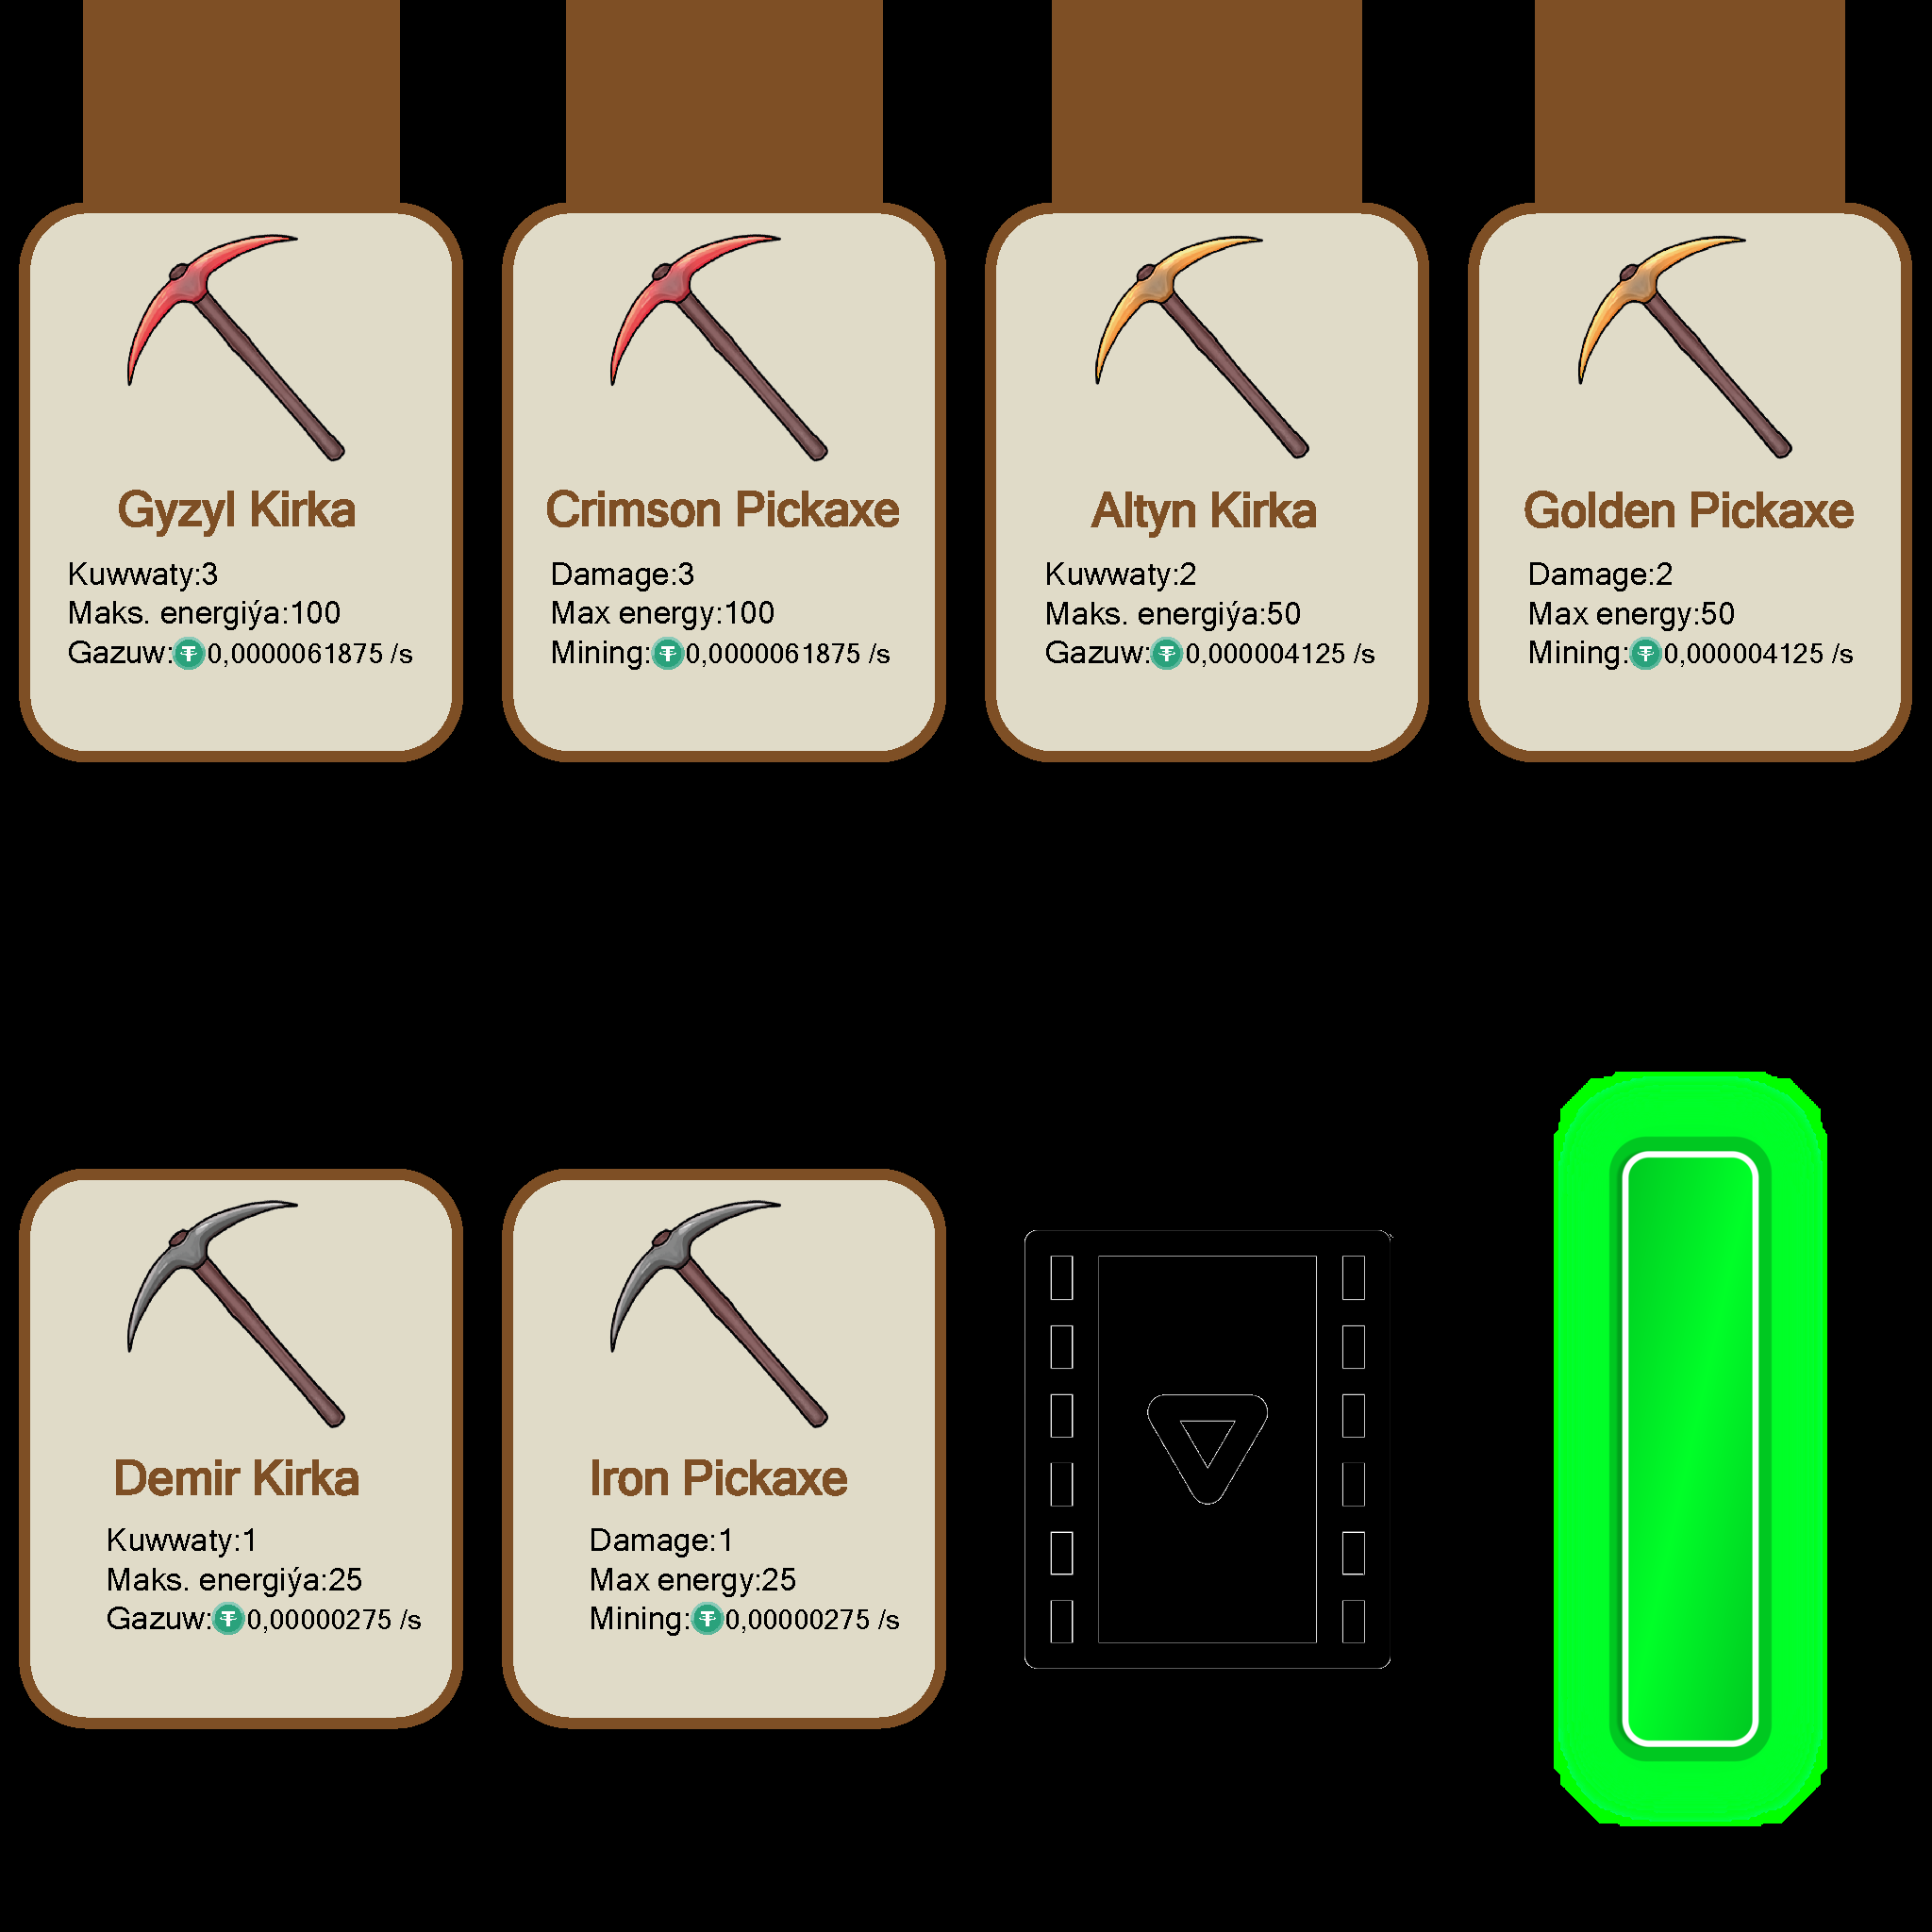 Gyzyl Kirka
Kuwwaty:3
Maks. energiýa:100
Gazuw:0,0000061875 /s
Crimson Pickaxe
Damage:3
Max energy:100
Mining:0,0000061875 /s
Altyn Kirka
Kuwwaty:2
Maks. energiýa:50
Gazuw:0,000004125 /s
Golden Pickaxe
Damage:2
Max energy:50
Mining:0,000004125 /s
Demir Kirka
Kuwwaty:1
Maks. energiýa:25
Gazuw:0,00000275 /s
Iron Pickaxe
Damage:1
Max energy:25
Mining:0,00000275 /s